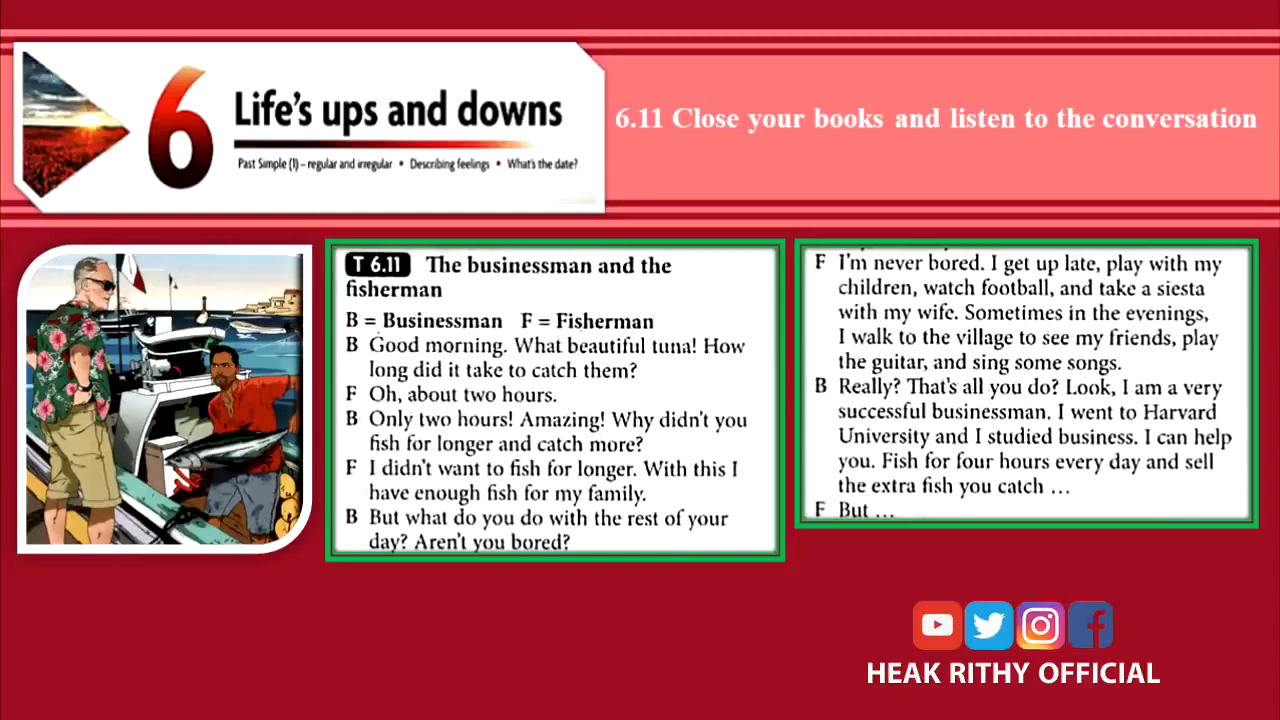 6
Life's ups and downs
Past Simple (1) – regular and irregular • Describing feelings • What's the date?
6.11 Close your books and listen to the conversation
T 6.11 The businessman and the
fisherman
B = Businessman F = Fisherman
B Good morning. What beautiful tuna! How
long did it take to catch them?
F Oh, about two hours.
B Only two hours! Amazing! Why didn't you
fish for longer and catch more?
F I didn't want to fish for longer. With this I
have enough fish for my family.
B But what do you do with the rest of your
day? Aren't you bored?
F I'm never bored. I get up late, play with my
children, watch football, and take a siesta
with my wife. Sometimes in the evenings,
I walk to the village to see my friends, play
the guitar, and sing some songs.
B Really? That's all you do? Look, I am a very
successful businessman. I went to Harvard
University and I studied business. I can help
you. Fish for four hours every day and sell
the extra fish you catch …
F But …
HEAK RITHY OFFICIAL